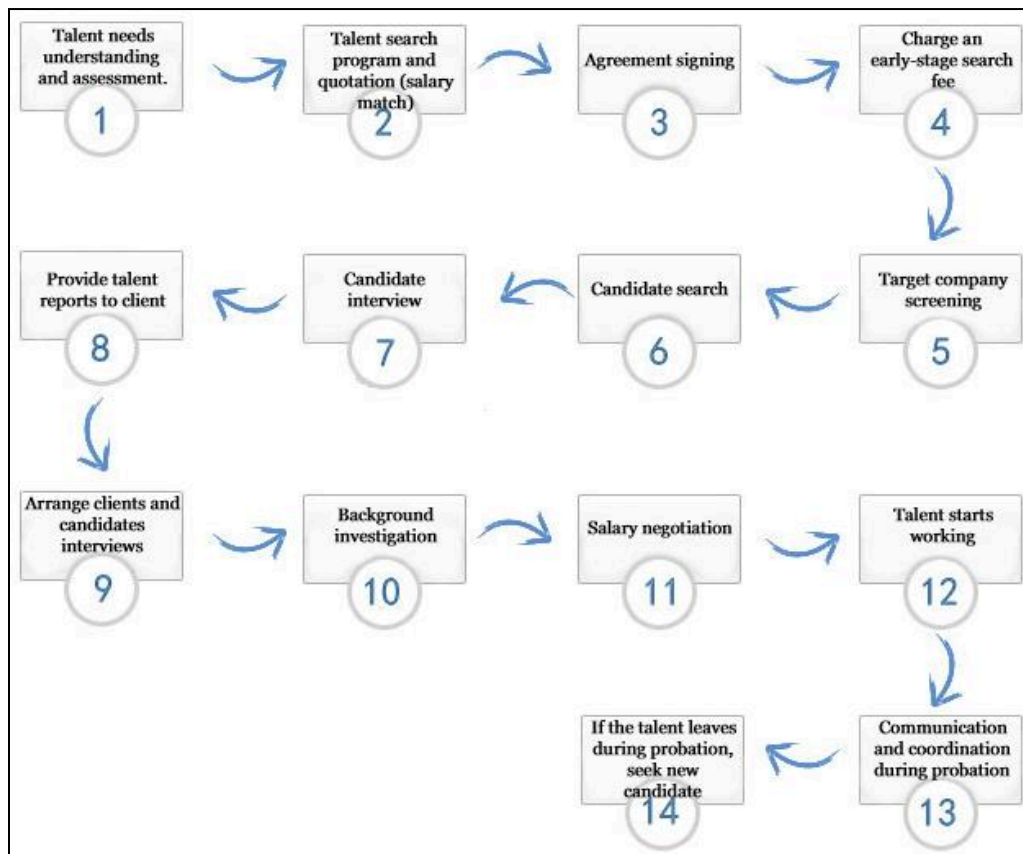 Talent needs
understanding
and assessment.
1
Talent search
program and
quotation (salary
match)
2
Agreement signing
3
Charge an
early-stage search
fee
4
Target company
screening
5
Candidate search
6
Candidate
interview
7
Provide talent
reports to client
8
Arrange clients and
candidates
interviews
9
Background
investigation
10
Salary negotiation
11
Talent starts
working
12
Communication
and coordination
during probation
13
If the talent leaves
during probation,
seek new
candidate
14